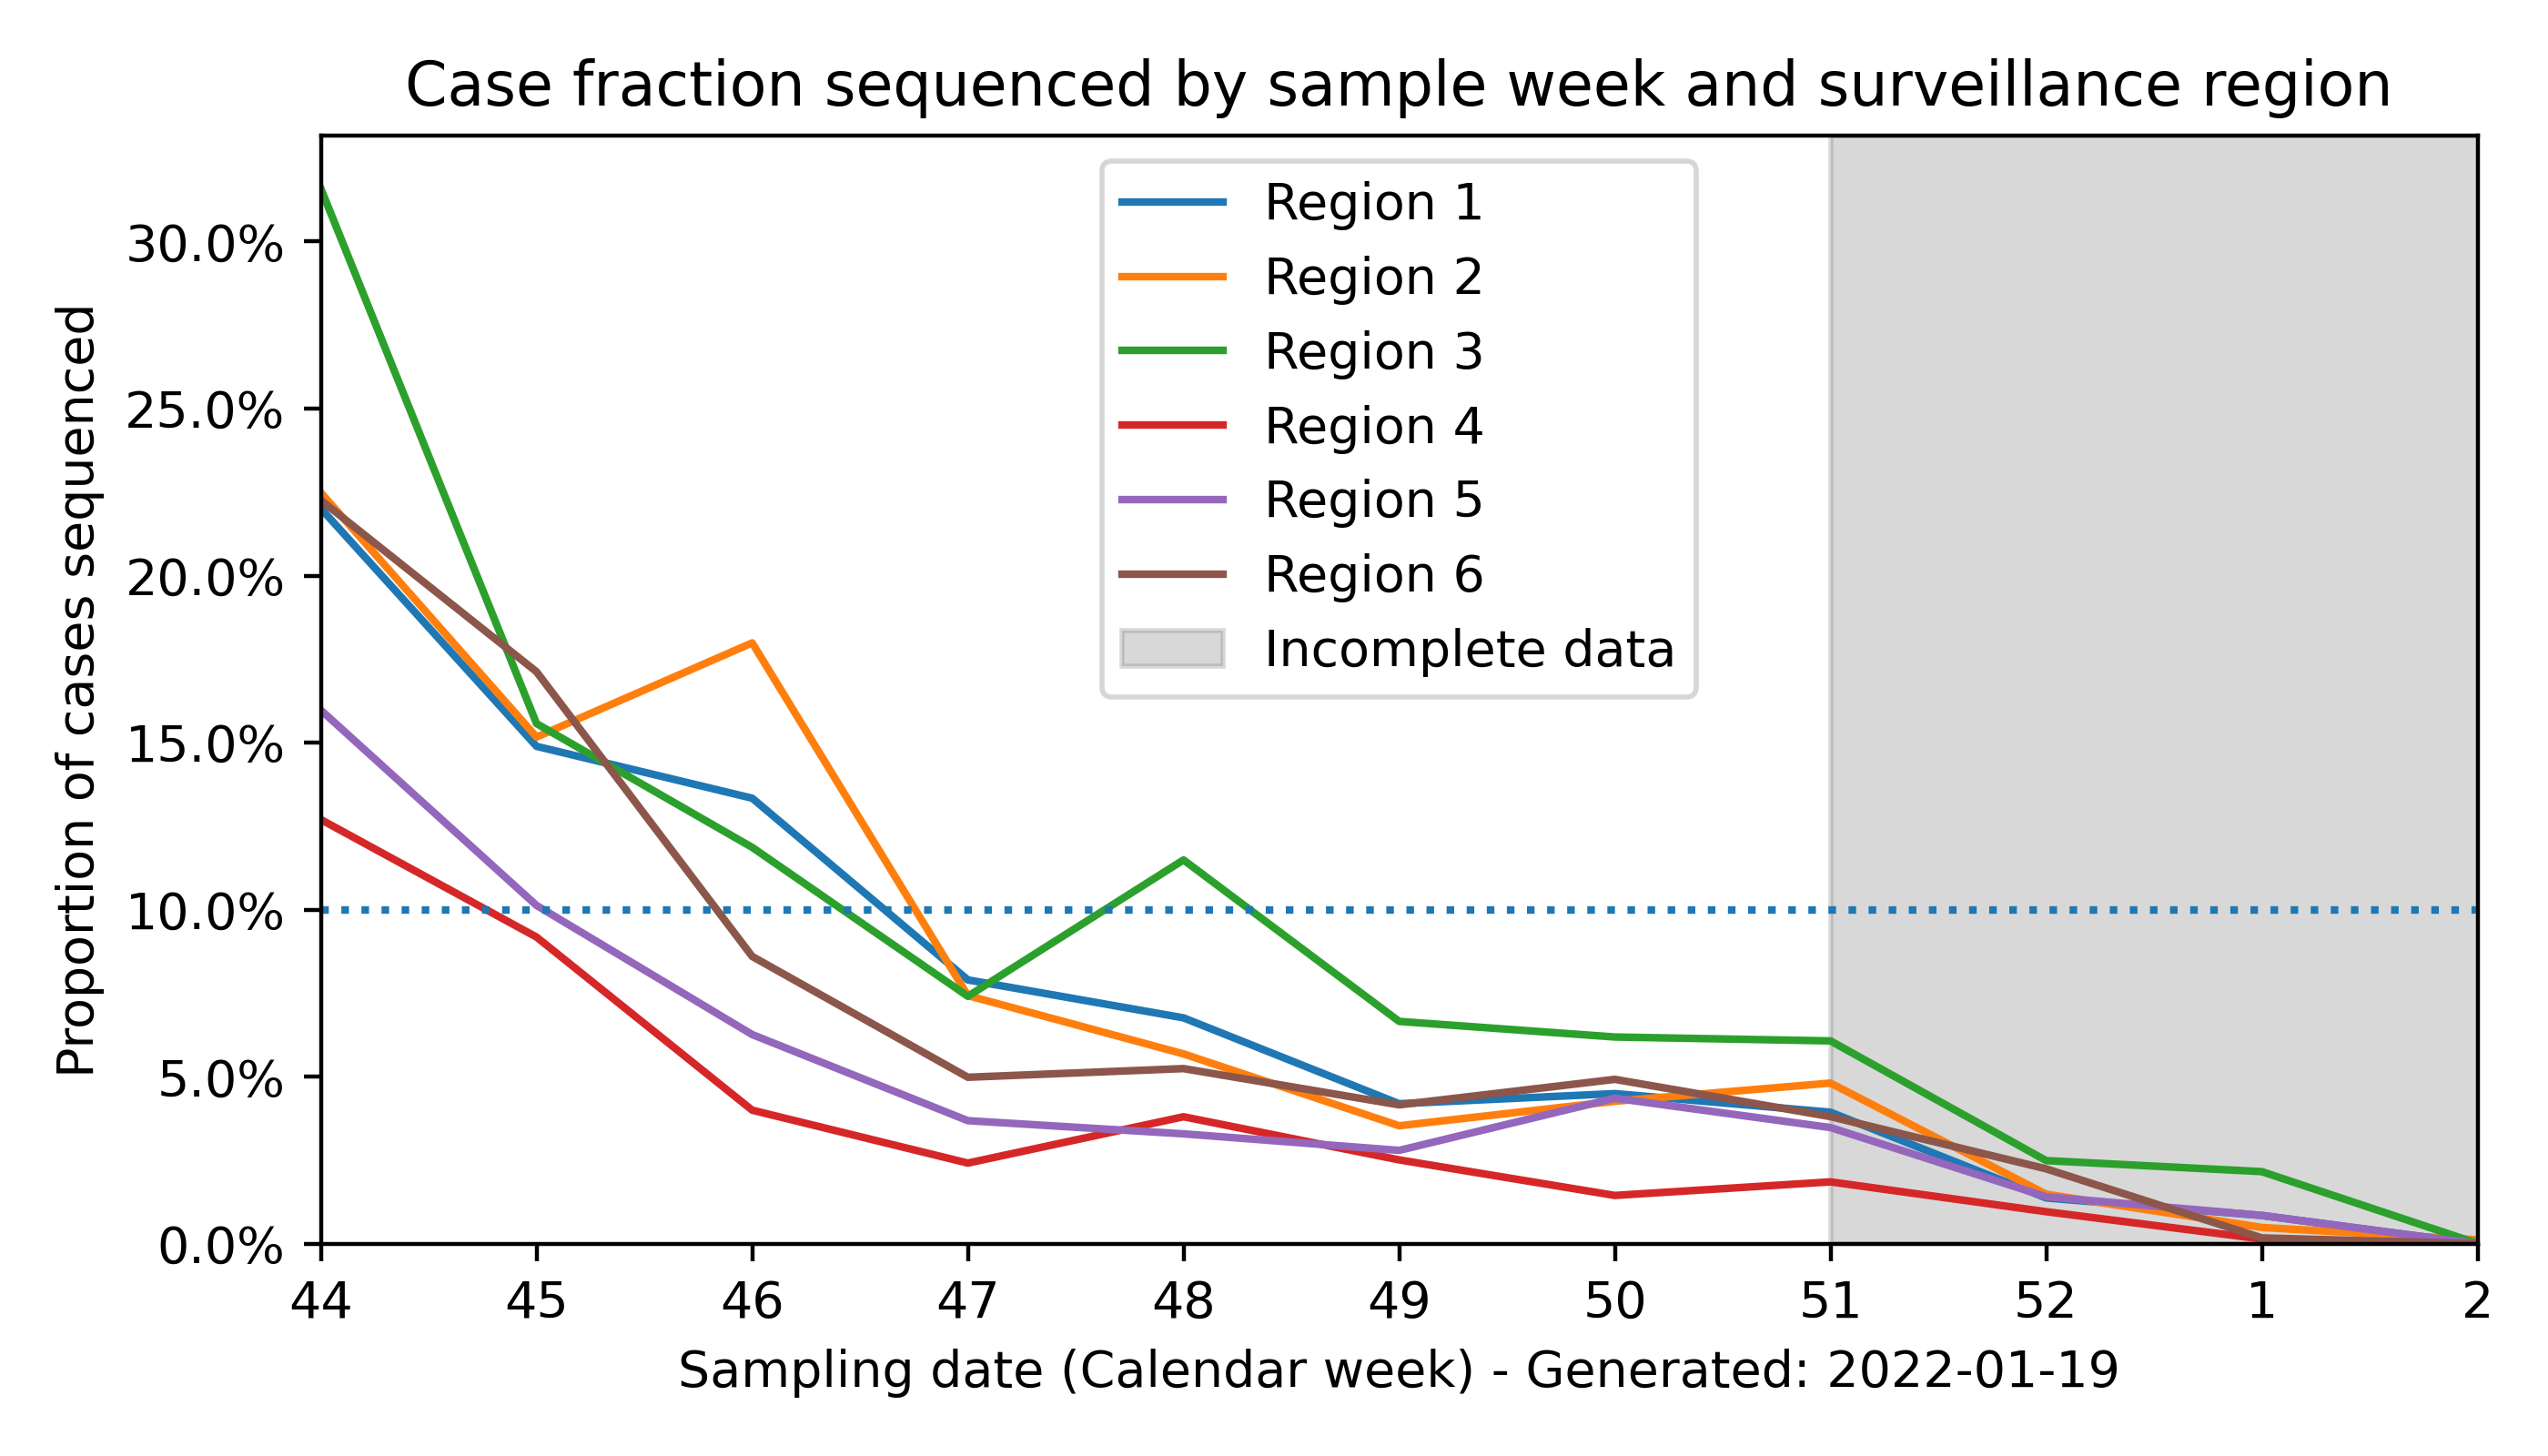 Case fraction sequenced by sample week and surveillance region
Proportion of cases sequenced
30.0%
25.0%
20.0%
15.0%
10.0%
5.0%
0.0%
Region 1
Region 2
Region 3
Region 4
Region 5
Region 6
Incomplete data
44 45 46 47 48 49 50 51 52 1 2
Sampling date (Calendar week) - Generated: 2022-01-19